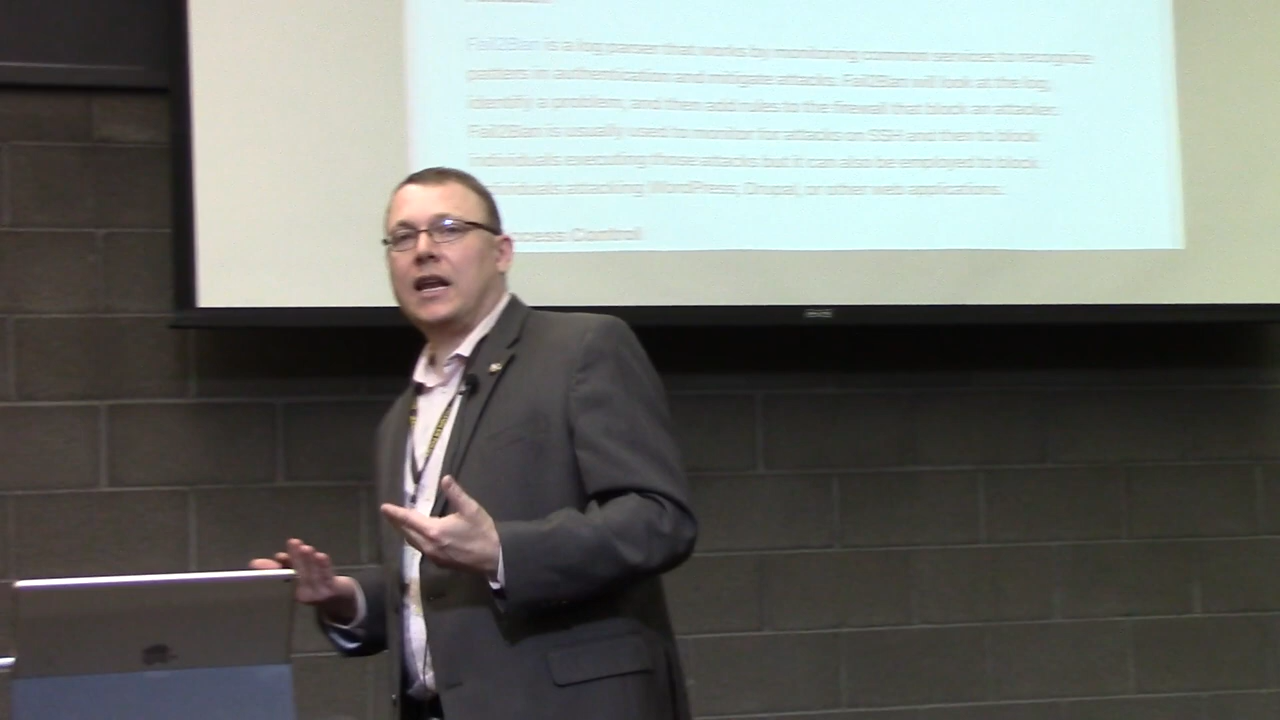 Fail2Ban is a log parser that works by monitoring common services to recognize
patters in authentication and mitigate attacks. Fail2Ban will look at the log,
identify a problem, and then add rules to the firewall that block an attacker.
Fail2Ban is usually used to monitor for attacks on SSH and then to block
individuals executing those attacks but it can also be employed to block
individuals attacking WordPress, Drupal, or other web applications.
Access Control